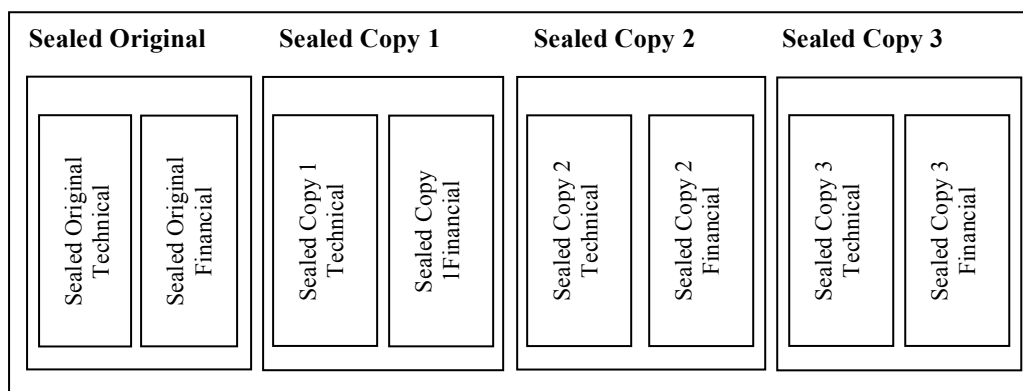 Sealed Original
Sealed Copy 1
Sealed Copy 2
Sealed Copy 3
Sealed Original
Technical
Sealed Original
Financial
Sealed Copy 1
Technical
Sealed Copy
1Financial
Sealed Copy 2
Technical
Sealed Copy 2
Financial
Sealed Copy 3
Technical
Sealed Copy 3
Financial